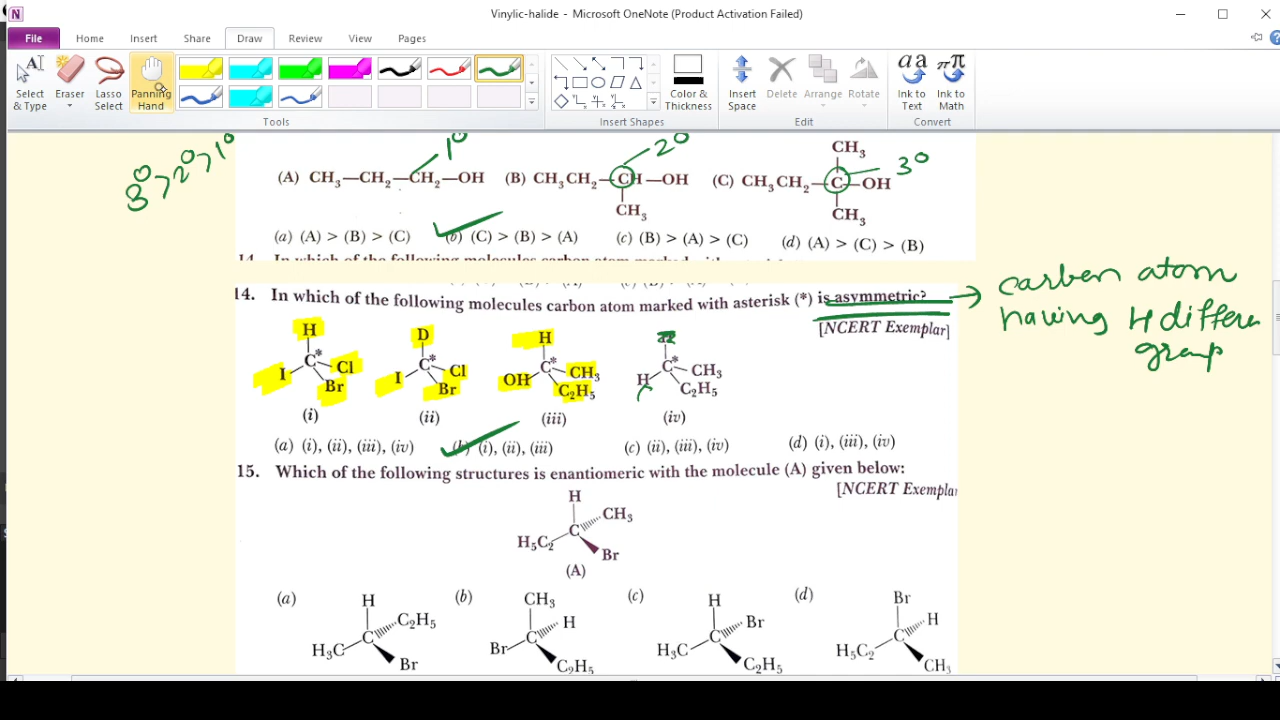 Vinylic-halide - Microsoft OneNote (Product Activation Failed)
File Home Insert Share Draw Review View Pages
Select & Type
Eraser
Lasso Select
Panning Hand
Color & Thickness
Insert Space
Delete
Arrange
Rotate
Ink to Text
Ink to Math
Tools Insert Shapes Edit Convert
3⁰>2⁰>1⁰
1⁰ 2⁰ 3⁰
CH₃
(A) CH₃—CH₂—CH₂—OH (B) CH₃CH₂—CH—OH (C) CH₃CH₂—C—OH
CH₃ CH₃
(a) (A) > (B) > (C) (b) (C) > (B) > (A) (c) (B) > (A) > (C) (d) (A) > (C) > (B)
14. In which of the following molecules carbon atom marked with asterisk (*) is asymmetric?
[NCERT Exemplar]
carbon atom
having 4 different
group
H D H
C* C* C* C*
I Cl I Cl OH CH₃ H CH₃
Br Br C₂H₅ C₂H₅
(i) (ii) (iii) (iv)
(a) (i), (ii), (iii), (iv) (b) (i), (ii), (iii) (c) (ii), (iii), (iv) (d) (i), (iii), (iv)
15. Which of the following structures is enantiomeric with the molecule (A) given below:
[NCERT Exemplar
H
CH₃
C
H₅C₂
Br
(A)
(a) H (b) CH₃ (c) H (d) Br
C₂H₅ H Br H
C C C C
H₃C Br H₃C H₅C₂
Br C₂H₅ C₂H₅ CH₃